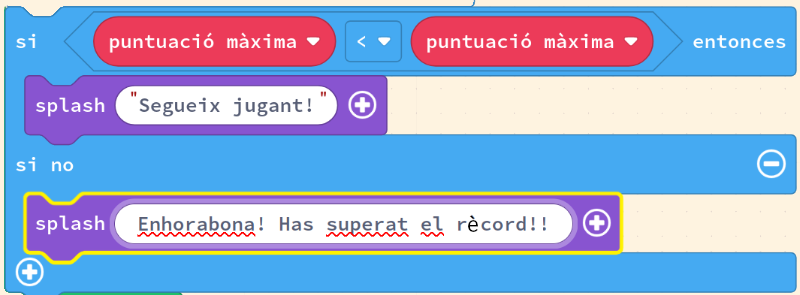 si puntuació màxima < puntuació màxima entonces
splash "Segueix jugant!"
si no
splash Enhorabona! Has superat el rècord!!